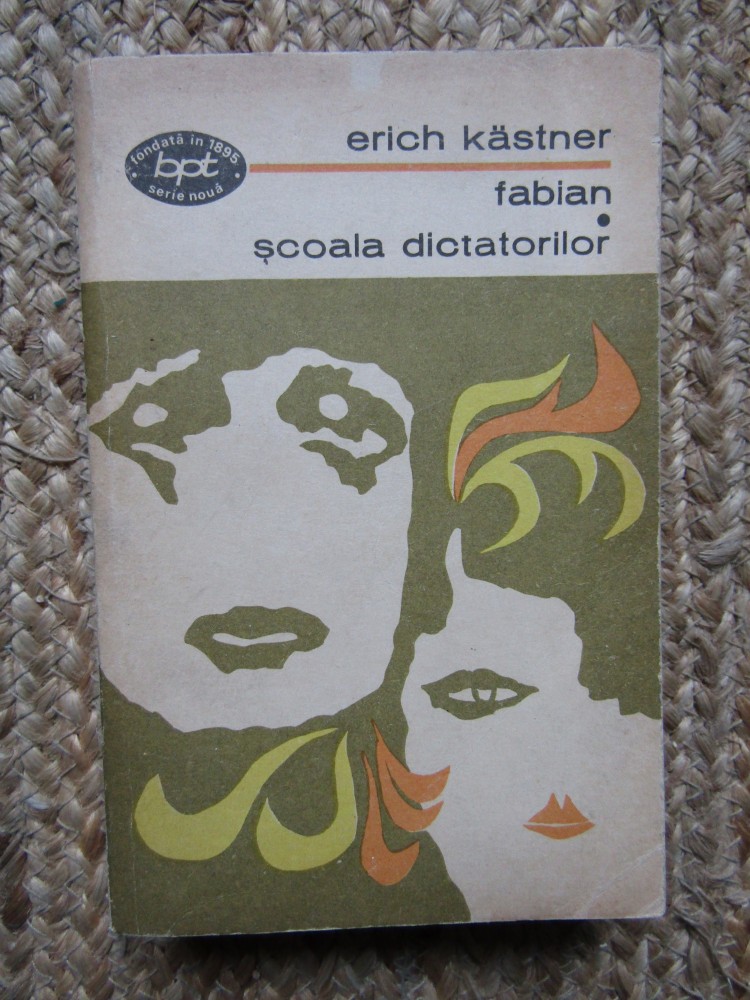 fondată în 1895
bpt
serie nouă
erich kästner
fabian
școala dictatorilor